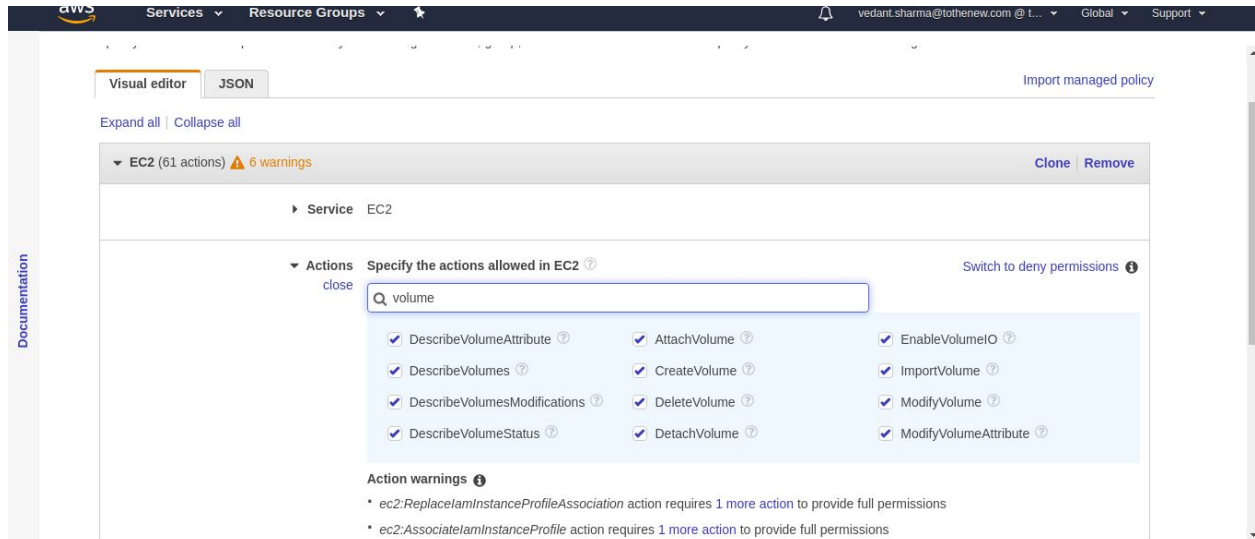 aws Services Resource Groups vedant.sharma@tothenew.com @ t... Global Support
Visual editor JSON Import managed policy
Expand all | Collapse all
EC2 (61 actions) 6 warnings Clone | Remove
Service EC2
Actions Specify the actions allowed in EC2 Switch to deny permissions
close
volume
DescribeVolumeAttribute AttachVolume EnableVolumeIO
DescribeVolumes CreateVolume ImportVolume
DescribeVolumesModifications DeleteVolume ModifyVolume
DescribeVolumeStatus DetachVolume ModifyVolumeAttribute
Action warnings
• ec2:ReplaceIamInstanceProfileAssociation action requires 1 more action to provide full permissions
• ec2:AssociateIamInstanceProfile action requires 1 more action to provide full permissions
Documentation